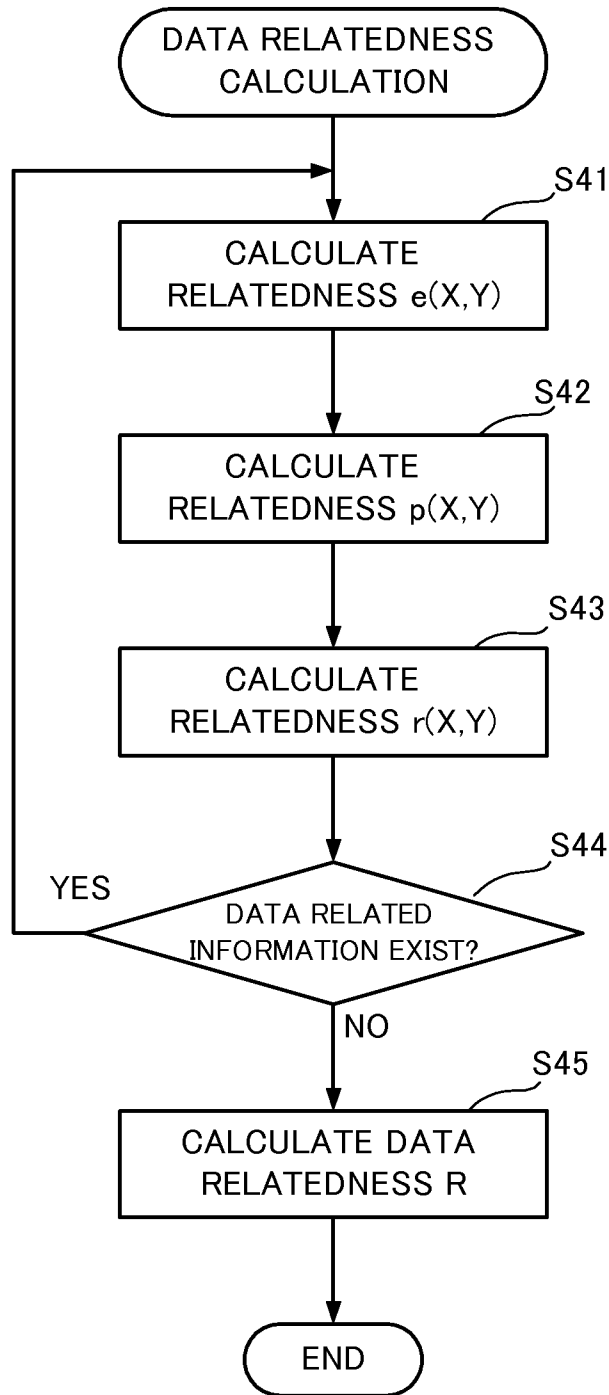 DATA RELATEDNESS
CALCULATION
S41
CALCULATE
RELATEDNESS e(X,Y)
S42
CALCULATE
RELATEDNESS p(X,Y)
S43
CALCULATE
RELATEDNESS r(X,Y)
S44
YES
DATA RELATED
INFORMATION EXIST?
NO
S45
CALCULATE DATA
RELATEDNESS R
END